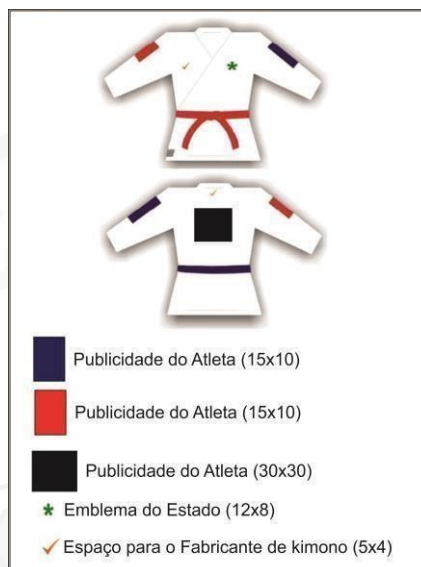 Publicidade do Atleta (15x10)
Publicidade do Atleta (15x10)
Publicidade do Atleta (30x30)
Emblema do Estado (12x8)
Espaço para o Fabricante de kimono (5x4)